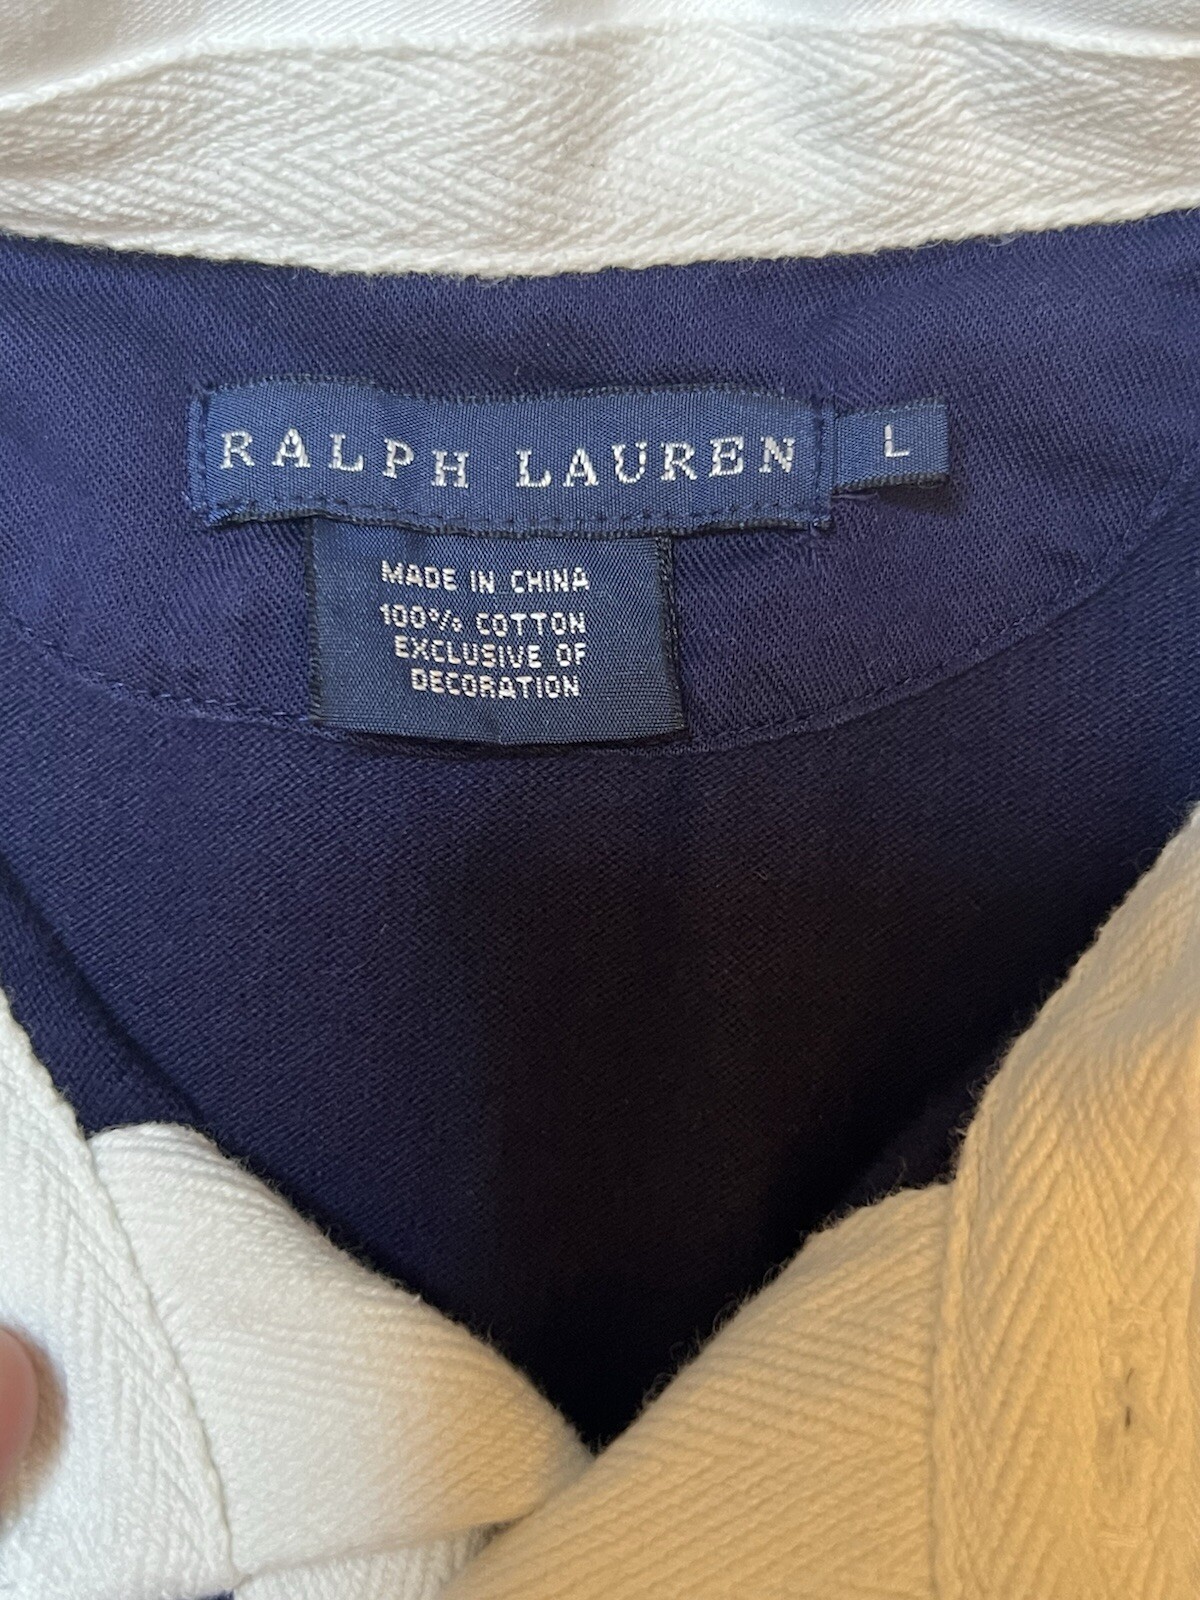 RALPH LAUREN
L
MADE IN CHINA
100% COTTON
EXCLUSIVE OF
DECORATION